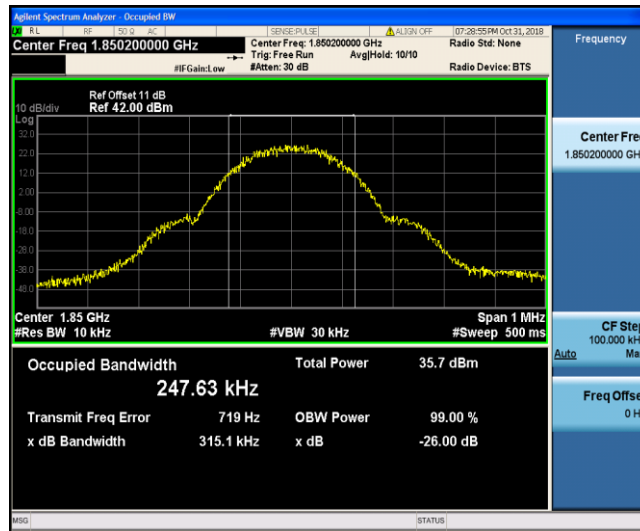 Agilent Spectrum Analyzer - Occupied BW
RL RF 50 Ω AC SENSE:PULSE ALIGN OFF 07:28:55PM Oct 31, 2018
Center Freq 1.850200000 GHz Center Freq: 1.850200000 GHz Radio Std: None Frequency
Trig: Free Run Avg|Hold: 10/10
#IFGain:Low #Atten: 30 dB Radio Device: BTS
Ref Offset 11 dB
10 dB/div Ref 42.00 dBm
Log
32.0
22.0
12.0
2.00
-8.00
-18.0
-28.0
-38.0
-48.0
Center Freq
1.850200000 GH
Center 1.85 GHz Span 1 MHz
#Res BW 10 kHz #VBW 30 kHz #Sweep 500 ms
CF Step
100.000 kH
Auto Ma
Occupied Bandwidth Total Power 35.7 dBm
247.63 kHz
Transmit Freq Error 719 Hz OBW Power 99.00 %
x dB Bandwidth 315.1 kHz x dB -26.00 dB
Freq Offse
0 H
MSG STATUS